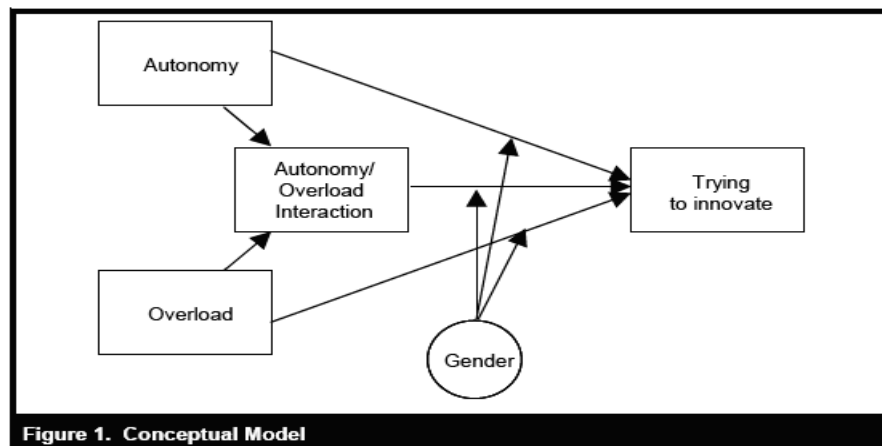 Autonomy
Autonomy/
Overload
Interaction
Trying
to innovate
Overload
Gender
Figure 1. Conceptual Model